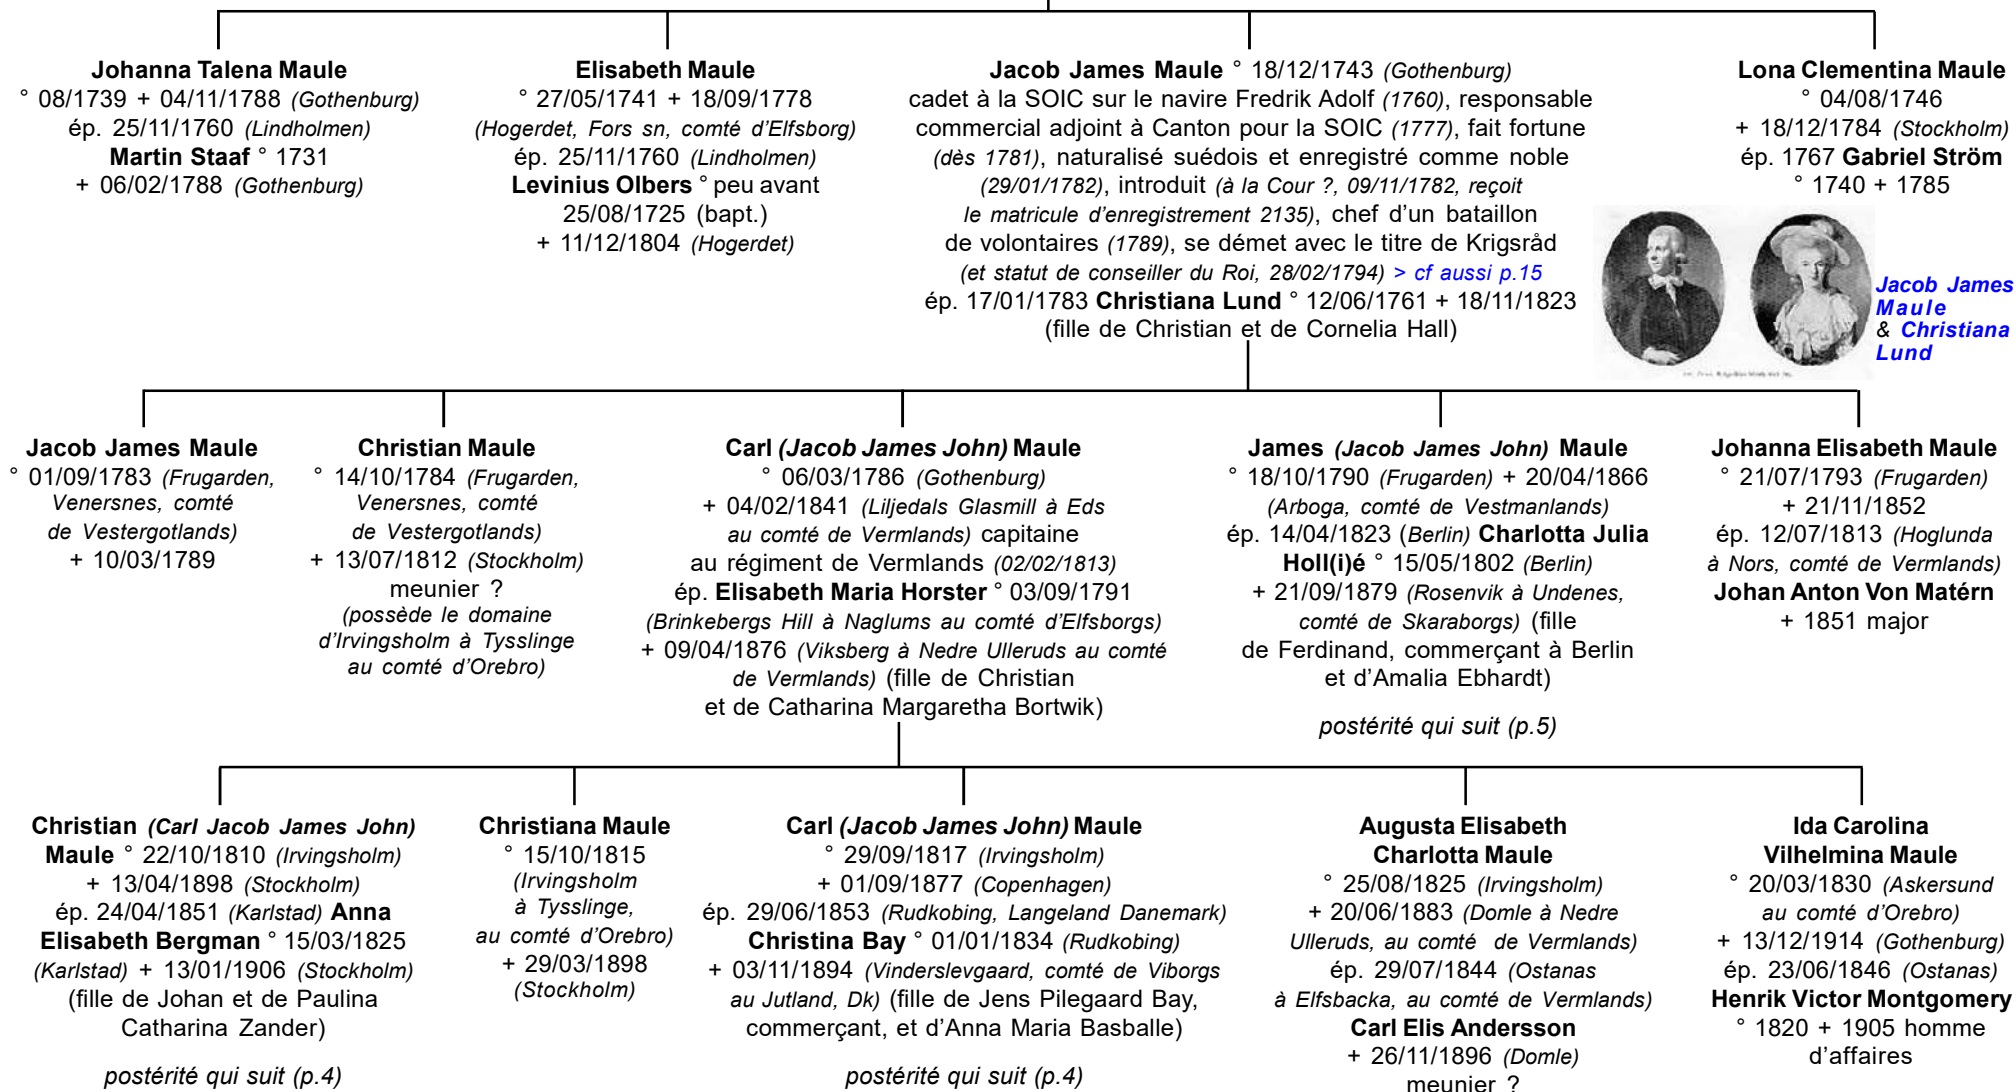 Johanna Talena Maule
° 08/1739 + 04/11/1788 (Gothenburg)
ép. 25/11/1760 (Lindholmen)
Martin Staaf ° 1731
+ 06/02/1788 (Gothenburg)
Elisabeth Maule
° 27/05/1741 + 18/09/1778
(Hogerdet, Fors sn, comté d'Elfsborg)
ép. 25/11/1760 (Lindholmen)
Levinius Olbers ° peu avant
25/08/1725 (bapt.)
+ 11/12/1804 (Hogerdet)
Jacob James Maule ° 18/12/1743 (Gothenburg)
cadet à la SOIC sur le navire Fredrik Adolf (1760), responsable
commercial adjoint à Canton pour la SOIC (1777), fait fortune
(dès 1781), naturalisé suédois et enregistré comme noble
(29/01/1782), introduit (à la Cour ?, 09/11/1782, reçoit
le matricule d'enregistrement 2135), chef d'un bataillon
de volontaires (1789), se démet avec le titre de Krigsråd
(et statut de conseiller du Roi, 28/02/1794) > cf aussi p.15
ép. 17/01/1783 Christiana Lund ° 12/06/1761 + 18/11/1823
(fille de Christian et de Cornelia Hall)
Lona Clementina Maule
° 04/08/1746
+ 18/12/1784 (Stockholm)
ép. 1767 Gabriel Ström
° 1740 + 1785
Jacob James
Maule
& Christiana
Lund
Jacob James Maule
° 01/09/1783 (Frugarden,
Venersnes, comté
de Vestergotlands)
+ 10/03/1789
Christian Maule
° 14/10/1784 (Frugarden,
Venersnes, comté
de Vestergotlands)
+ 13/07/1812 (Stockholm)
meunier ?
(possède le domaine
d'Irvingsholm à Tysslinge
au comté d'Orebro)
Carl (Jacob James John) Maule
° 06/03/1786 (Gothenburg)
+ 04/02/1841 (Liljedals Glasmill à Eds
au comté de Vermlands) capitaine
au régiment de Vermlands (02/02/1813)
ép. Elisabeth Maria Horster ° 03/09/1791
(Brinkebergs Hill à Naglums au comté d'Elfsborgs)
+ 09/04/1876 (Viksberg à Nedre Ulleruds au comté
de Vermlands) (fille de Christian
et de Catharina Margaretha Bortwik)
James (Jacob James John) Maule
° 18/10/1790 (Frugarden) + 20/04/1866
(Arboga, comté de Vestmanlands)
ép. 14/04/1823 (Berlin) Charlotta Julia
Holl(i)é ° 15/05/1802 (Berlin)
+ 21/09/1879 (Rosenvik à Undenes,
comté de Skaraborgs) (fille
de Ferdinand, commerçant à Berlin
et d'Amalia Ebhardt)
postérité qui suit (p.5)
Johanna Elisabeth Maule
° 21/07/1793 (Frugarden)
+ 21/11/1852
ép. 12/07/1813 (Hoglunda
à Nors, comté de Vermlands)
Johan Anton Von Matérn
+ 1851 major
Christian (Carl Jacob James John)
Maule ° 22/10/1810 (Irvingsholm)
+ 13/04/1898 (Stockholm)
ép. 24/04/1851 (Karlstad) Anna
Elisabeth Bergman ° 15/03/1825
(Karlstad) + 13/01/1906 (Stockholm)
(fille de Johan et de Paulina
Catharina Zander)
postérité qui suit (p.4)
Christiana Maule
° 15/10/1815
(Irvingsholm
à Tysslinge,
au comté d'Orebro)
+ 29/03/1898
(Stockholm)
Carl (Jacob James John) Maule
° 29/09/1817 (Irvingsholm)
+ 01/09/1877 (Copenhagen)
ép. 29/06/1853 (Rudkobing, Langeland Danemark)
Christina Bay ° 01/01/1834 (Rudkobing)
+ 03/11/1894 (Vinderslevgaard, comté de Viborgs
au Jutland, Dk) (fille de Jens Pilegaard Bay,
commerçant, et d'Anna Maria Basballe)
postérité qui suit (p.4)
Augusta Elisabeth
Charlotta Maule
° 25/08/1825 (Irvingsholm)
+ 20/06/1883 (Domle à Nedre
Ulleruds, au comté de Vermlands)
ép. 29/07/1844 (Ostanas
à Elfsbacka, au comté de Vermlands)
Carl Elis Andersson
+ 26/11/1896 (Domle)
meunier ?
Ida Carolina
Vilhelmina Maule
° 20/03/1830 (Askersund
au comté d'Orebro)
+ 13/12/1914 (Gothenburg)
ép. 23/06/1846 (Ostanas)
Henrik Victor Montgomery
° 1820 + 1905 homme
d'affaires